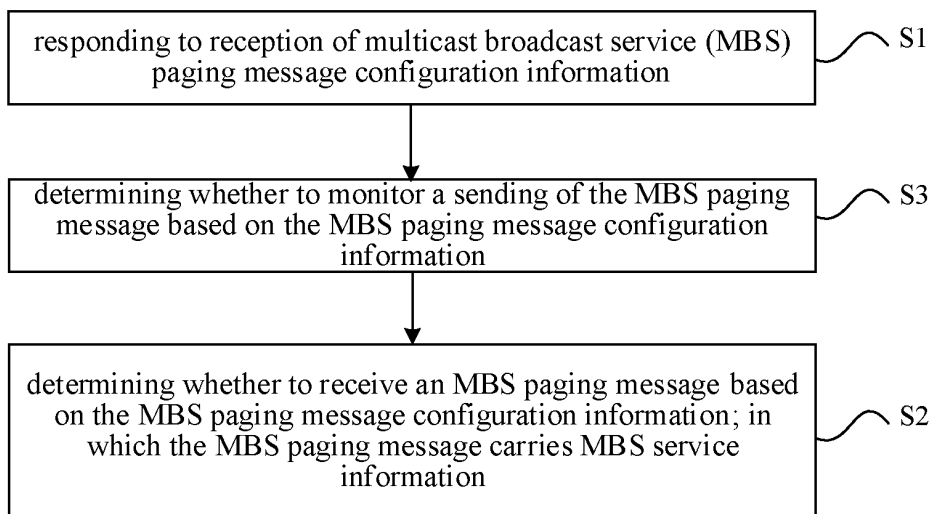 responding to reception of multicast broadcast service (MBS)
paging message configuration information
S1
determining whether to monitor a sending of the MBS paging
message based on the MBS paging message configuration
information
S3
determining whether to receive an MBS paging message based
on the MBS paging message configuration information; in
which the MBS paging message carries MBS service
information
S2